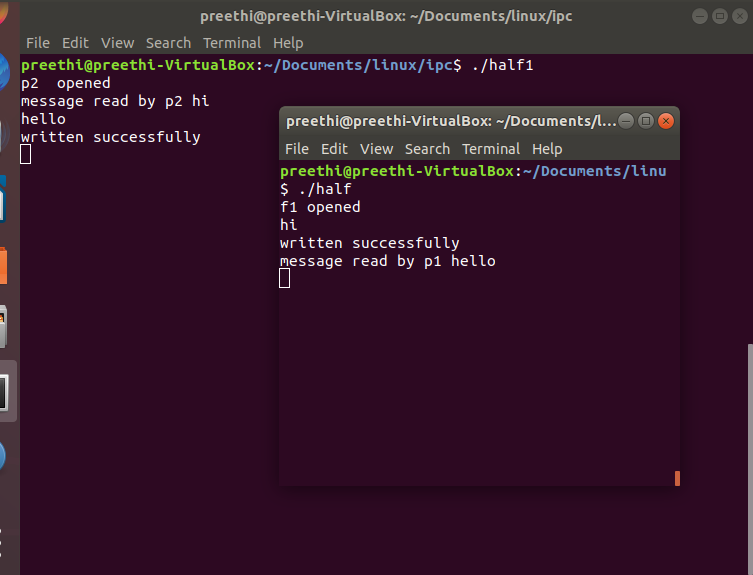 preethi@preethi-VirtualBox: ~/Documents/linux/ipc
File Edit View Search Terminal Help
preethi@preethi-VirtualBox:~/Documents/linux/ipc$ ./half1
p2  opened
message read by p2 hi
hello
written successfully
preethi@preethi-VirtualBox: ~/Documents/l...
File Edit View Search Terminal Help
preethi@preethi-VirtualBox:~/Documents/linu
$ ./half
f1 opened
hi
written successfully
message read by p1 hello